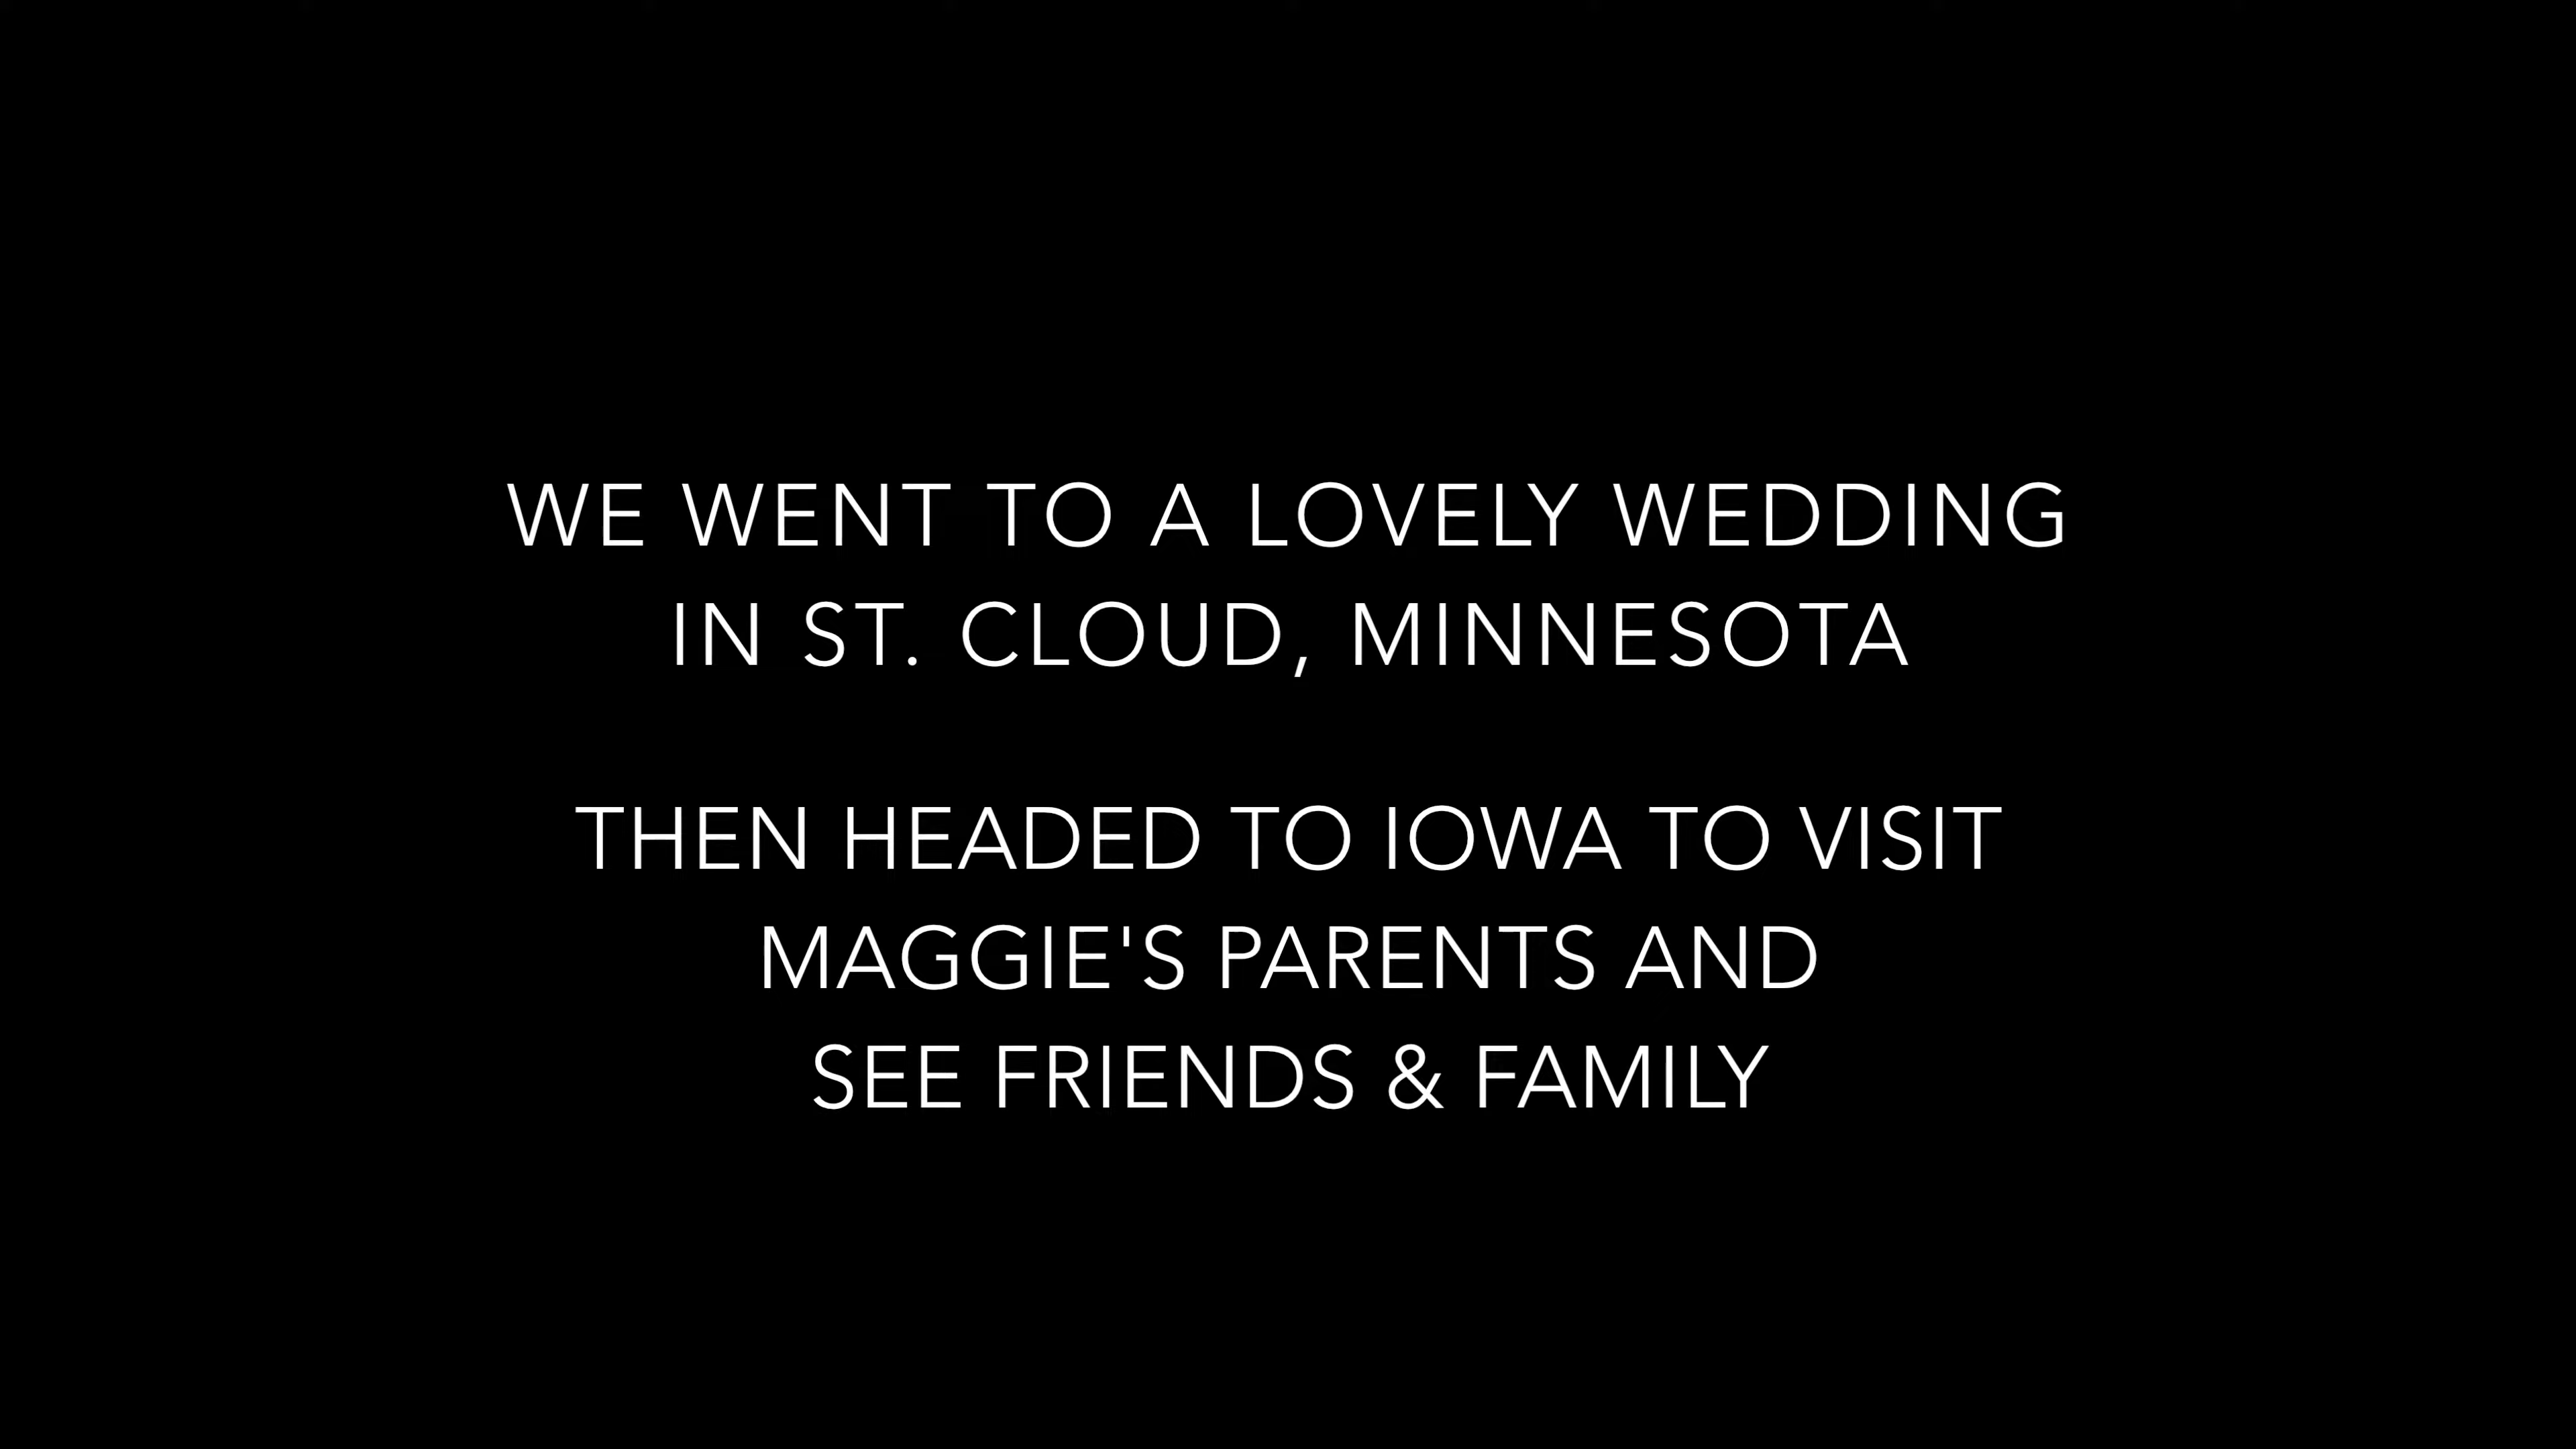 WE WENT TO A LOVELY WEDDING
IN ST. CLOUD, MINNESOTA
THEN HEADED TO IOWA TO VISIT
MAGGIE'S PARENTS AND
SEE FRIENDS & FAMILY